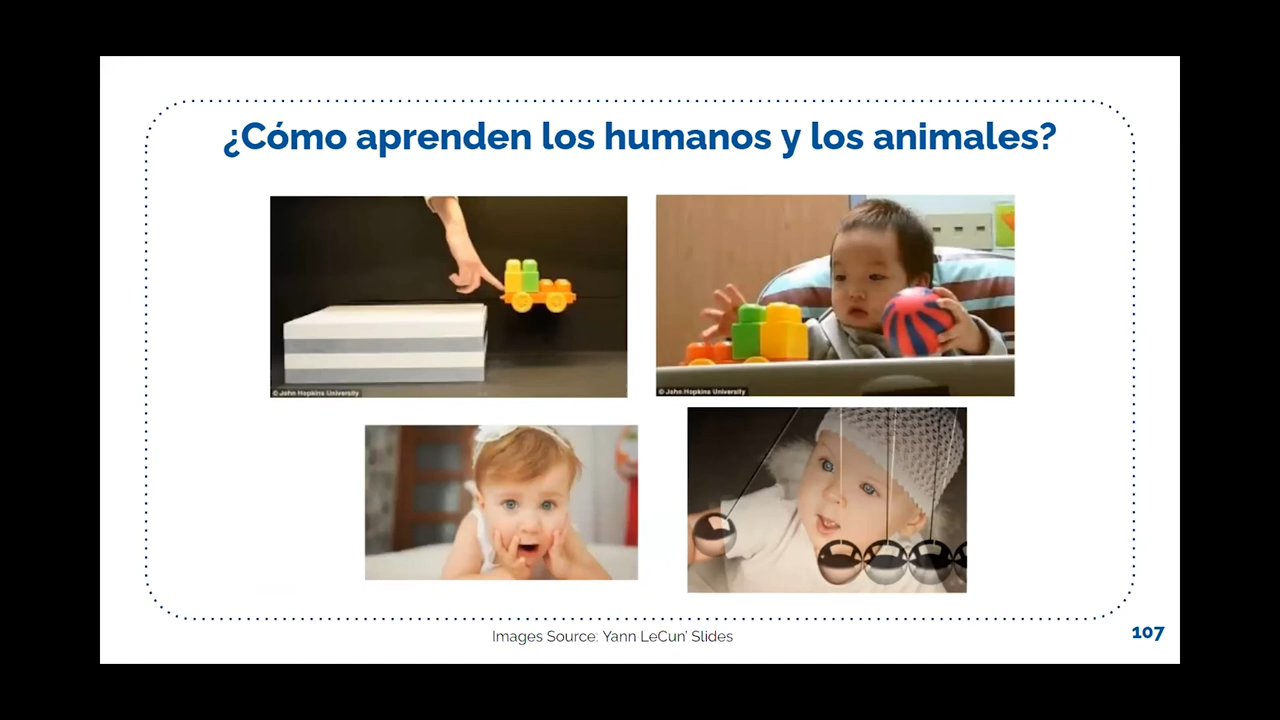 ¿Cómo aprenden los humanos y los animales?
© John Hopkins University
© John Hopkins University
Images Source: Yann LeCun' Slides
107